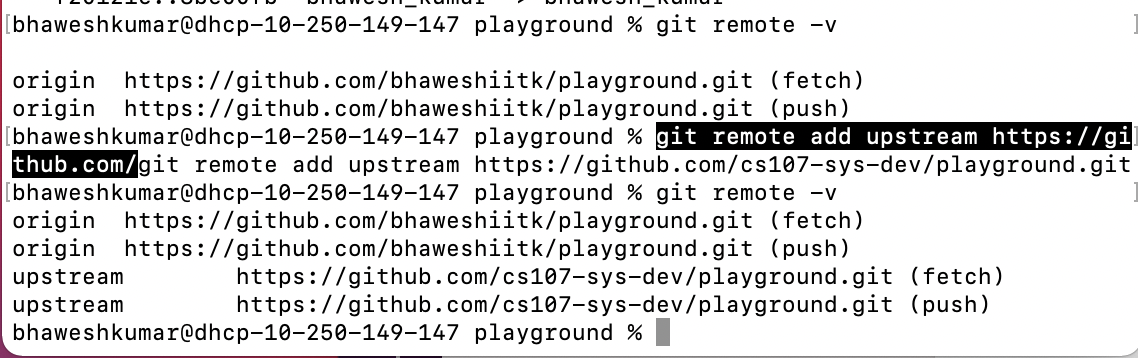 [bhaweshkumar@dhcp-10-250-149-147 playground % git remote -v ]
origin  https://github.com/bhaweshiitk/playground.git (fetch)
origin  https://github.com/bhaweshiitk/playground.git (push)
[bhaweshkumar@dhcp-10-250-149-147 playground % git remote add upstream https://gi]
thub.com/git remote add upstream https://github.com/cs107-sys-dev/playground.git
[bhaweshkumar@dhcp-10-250-149-147 playground % git remote -v ]
origin  https://github.com/bhaweshiitk/playground.git (fetch)
origin  https://github.com/bhaweshiitk/playground.git (push)
upstream        https://github.com/cs107-sys-dev/playground.git (fetch)
upstream        https://github.com/cs107-sys-dev/playground.git (push)
bhaweshkumar@dhcp-10-250-149-147 playground %